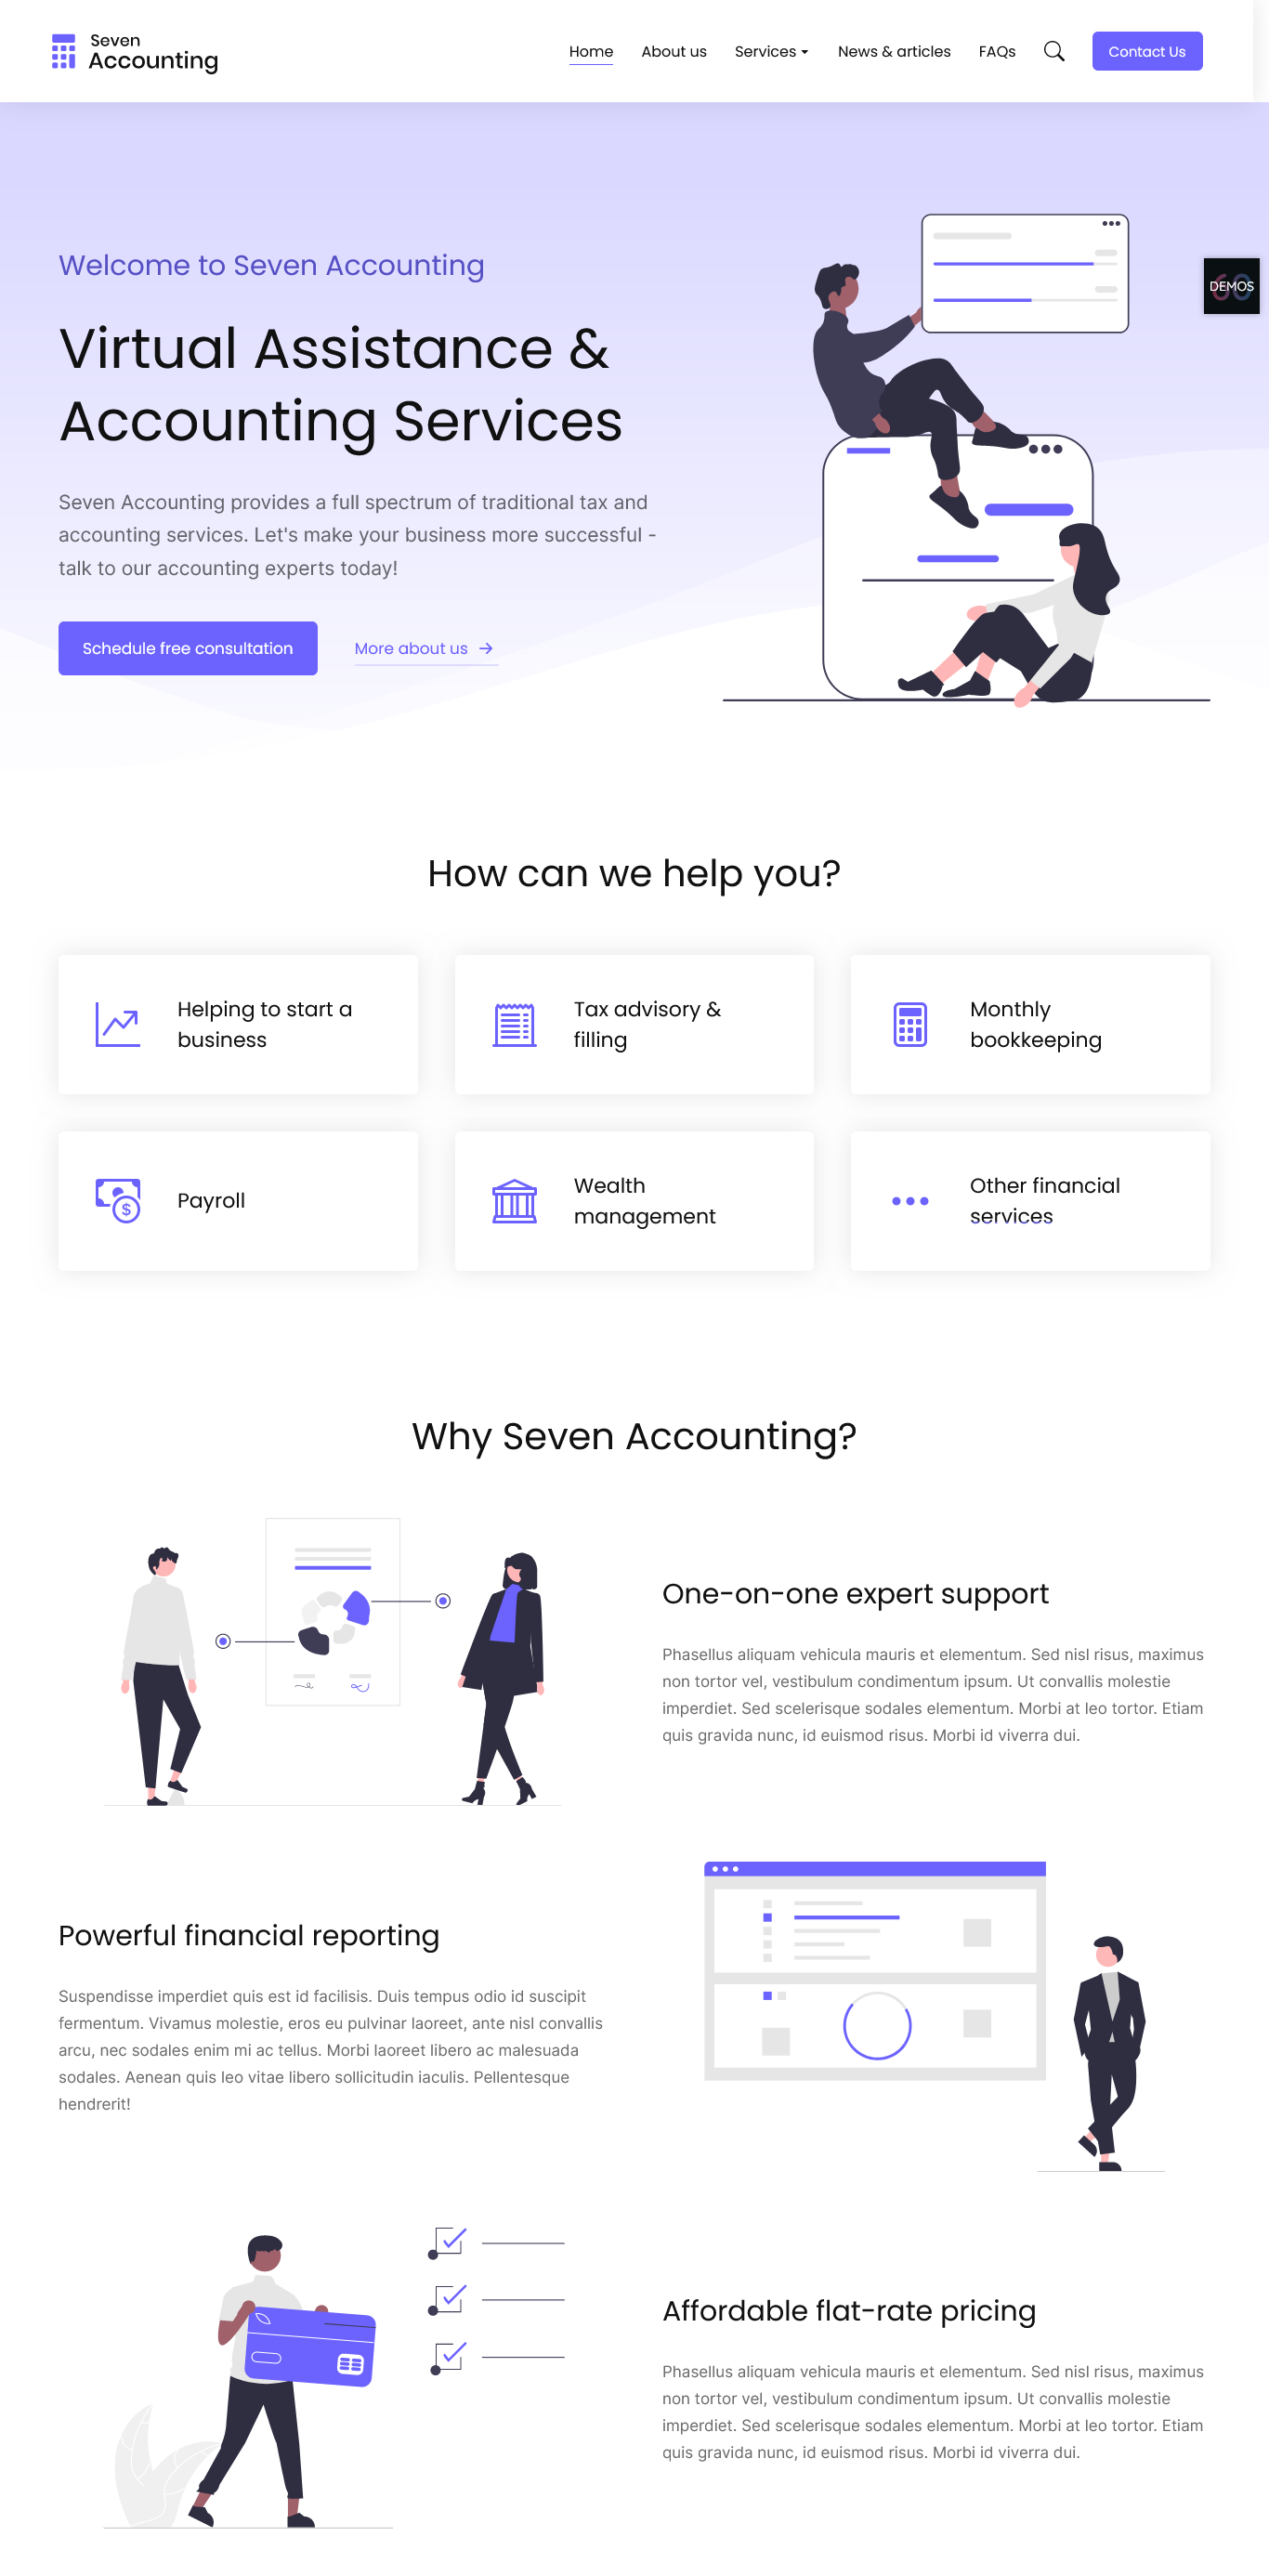 Seven
Accounting
Home
About us
Services
News & articles
FAQs
Contact Us
Welcome to Seven Accounting
Virtual Assistance &
Accounting Services
Seven Accounting provides a full spectrum of traditional tax and
accounting services. Let's make your business more successful -
talk to our accounting experts today!
Schedule free consultation
More about us
60
DEMOS
How can we help you?
Helping to start a
business
Tax advisory &
filling
Monthly
bookkeeping
$
Payroll
Wealth
management
Other financial
services
Why Seven Accounting?
One-on-one expert support
Phasellus aliquam vehicula mauris et elementum. Sed nisl risus, maximus
non tortor vel, vestibulum condimentum ipsum. Ut convallis molestie
imperdiet. Sed scelerisque sodales elementum. Morbi at leo tortor. Etiam
quis gravida nunc, id euismod risus. Morbi id viverra dui.
Powerful financial reporting
Suspendisse imperdiet quis est id facilisis. Duis tempus odio id suscipit
fermentum. Vivamus molestie, eros eu pulvinar laoreet, ante nisl convallis
arcu, nec sodales enim mi ac tellus. Morbi laoreet libero ac malesuada
sodales. Aenean quis leo vitae libero sollicitudin iaculis. Pellentesque
hendrerit!
Affordable flat-rate pricing
Phasellus aliquam vehicula mauris et elementum. Sed nisl risus, maximus
non tortor vel, vestibulum condimentum ipsum. Ut convallis molestie
imperdiet. Sed scelerisque sodales elementum. Morbi at leo tortor. Etiam
quis gravida nunc, id euismod risus. Morbi id viverra dui.